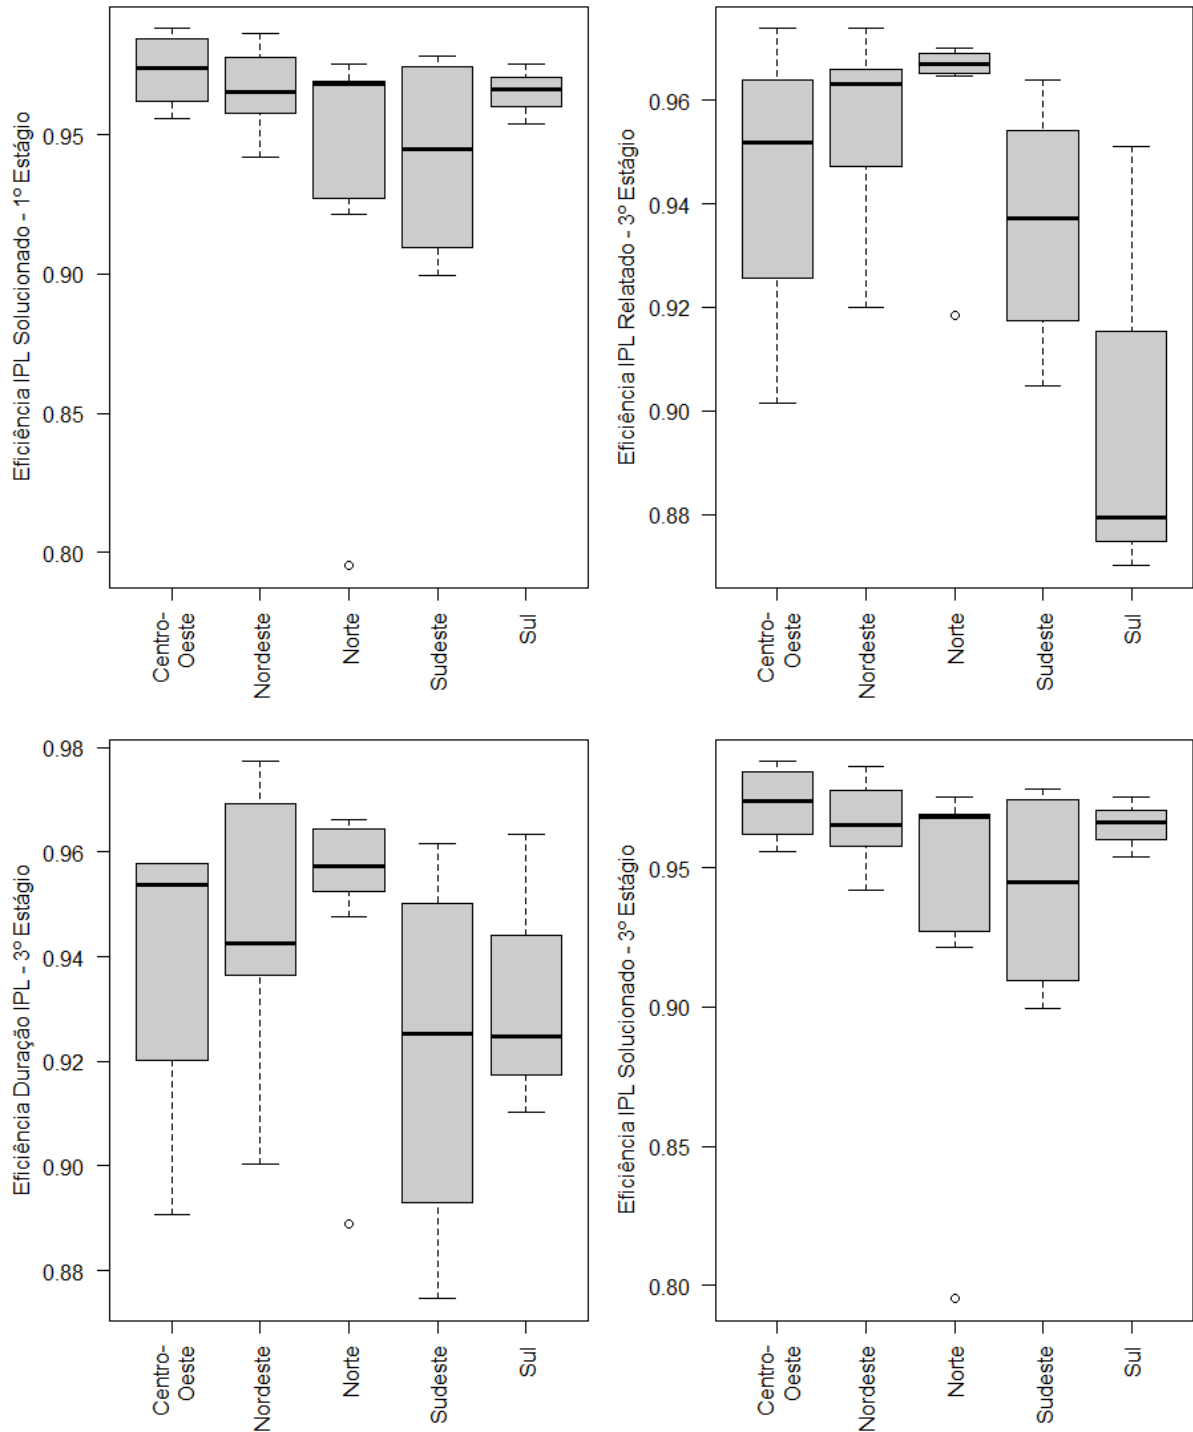 Eficiência IPL Solucionado - 1º Estágio
0.95
0.90
0.85
0.80
Centro-
Oeste
Nordeste
Norte
Sudeste
Sul
Eficiência IPL Relatado - 3º Estágio
0.96
0.94
0.92
0.90
0.88
Centro-
Oeste
Nordeste
Norte
Sudeste
Sul
Eficiência Duração IPL - 3º Estágio
0.98
0.96
0.94
0.92
0.90
0.88
Centro-
Oeste
Nordeste
Norte
Sudeste
Sul
Eficiência IPL Solucionado - 3º Estágio
0.95
0.90
0.85
0.80
Centro-
Oeste
Nordeste
Norte
Sudeste
Sul